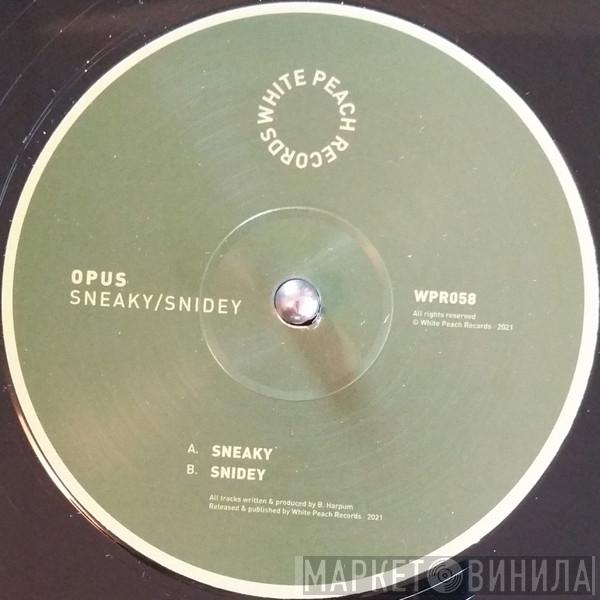 WHITE PEACH RECORDS
OPUS
SNEAKY/SNIDEY
WPR058
All rights reserved
© White Peach Records - 2021
A. SNEAKY
B. SNIDEY
All tracks written & produced by B. Harpum
Released & published by White Peach Records - 2021
МАРКЕТ ВИНИЛА